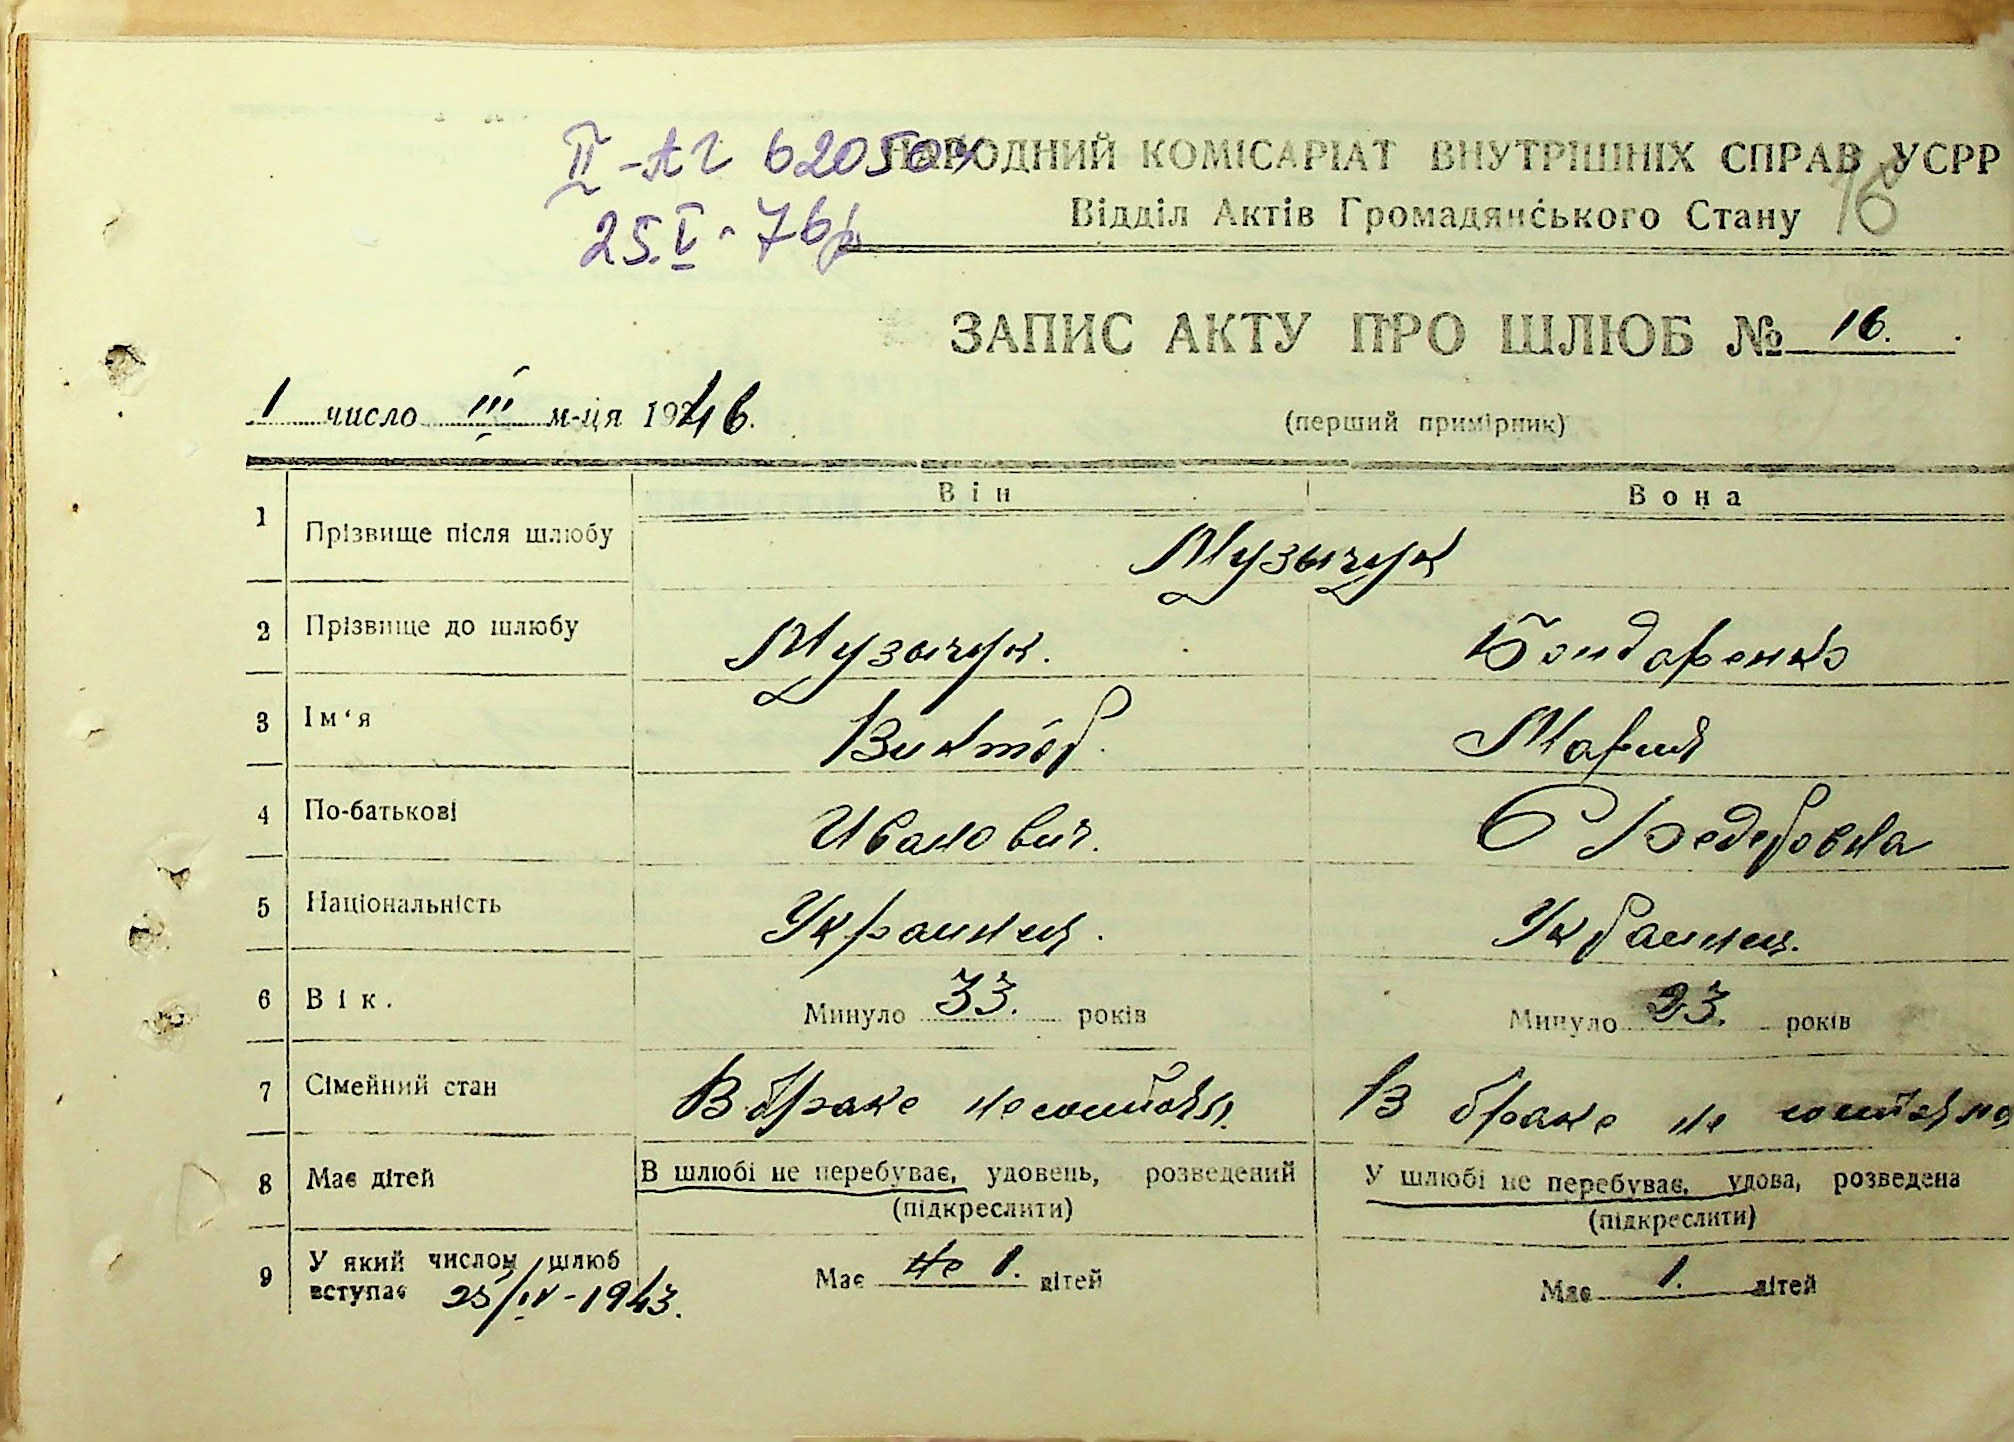 II-АГ 620504
25.V-76р
НАРОДНИЙ КОМІСАРІАТ ВНУТРІШНІХ СПРАВ УСРР
Відділ Актів Громадянського Стану 16
ЗАПИС АКТУ ПРО ШЛЮБ № 16.
1 число III м-ця 1946.
(перший примірник)
Він Вона
1 Прізвище після шлюбу Музычук
2 Прізвище до шлюбу Музычук. Бондаренко
3 Ім'я Виктор. Мария
4 По-батькові Иванович. Федеровна
5 Національність Украинец. Украинец.
6 Вік. Минуло 33. років Минуло 23. років
7 Сімейний стан В браке не состоял. В браке не состояла
8 Має дітей В шлюбі не перебуває, удовець, розведений У шлюбі не перебуває, удова, розведена
(підкреслити) (підкреслити)
9 У який числом шлюб вступає 25/IV-1943. Має 1. дітей Має 1. дітей